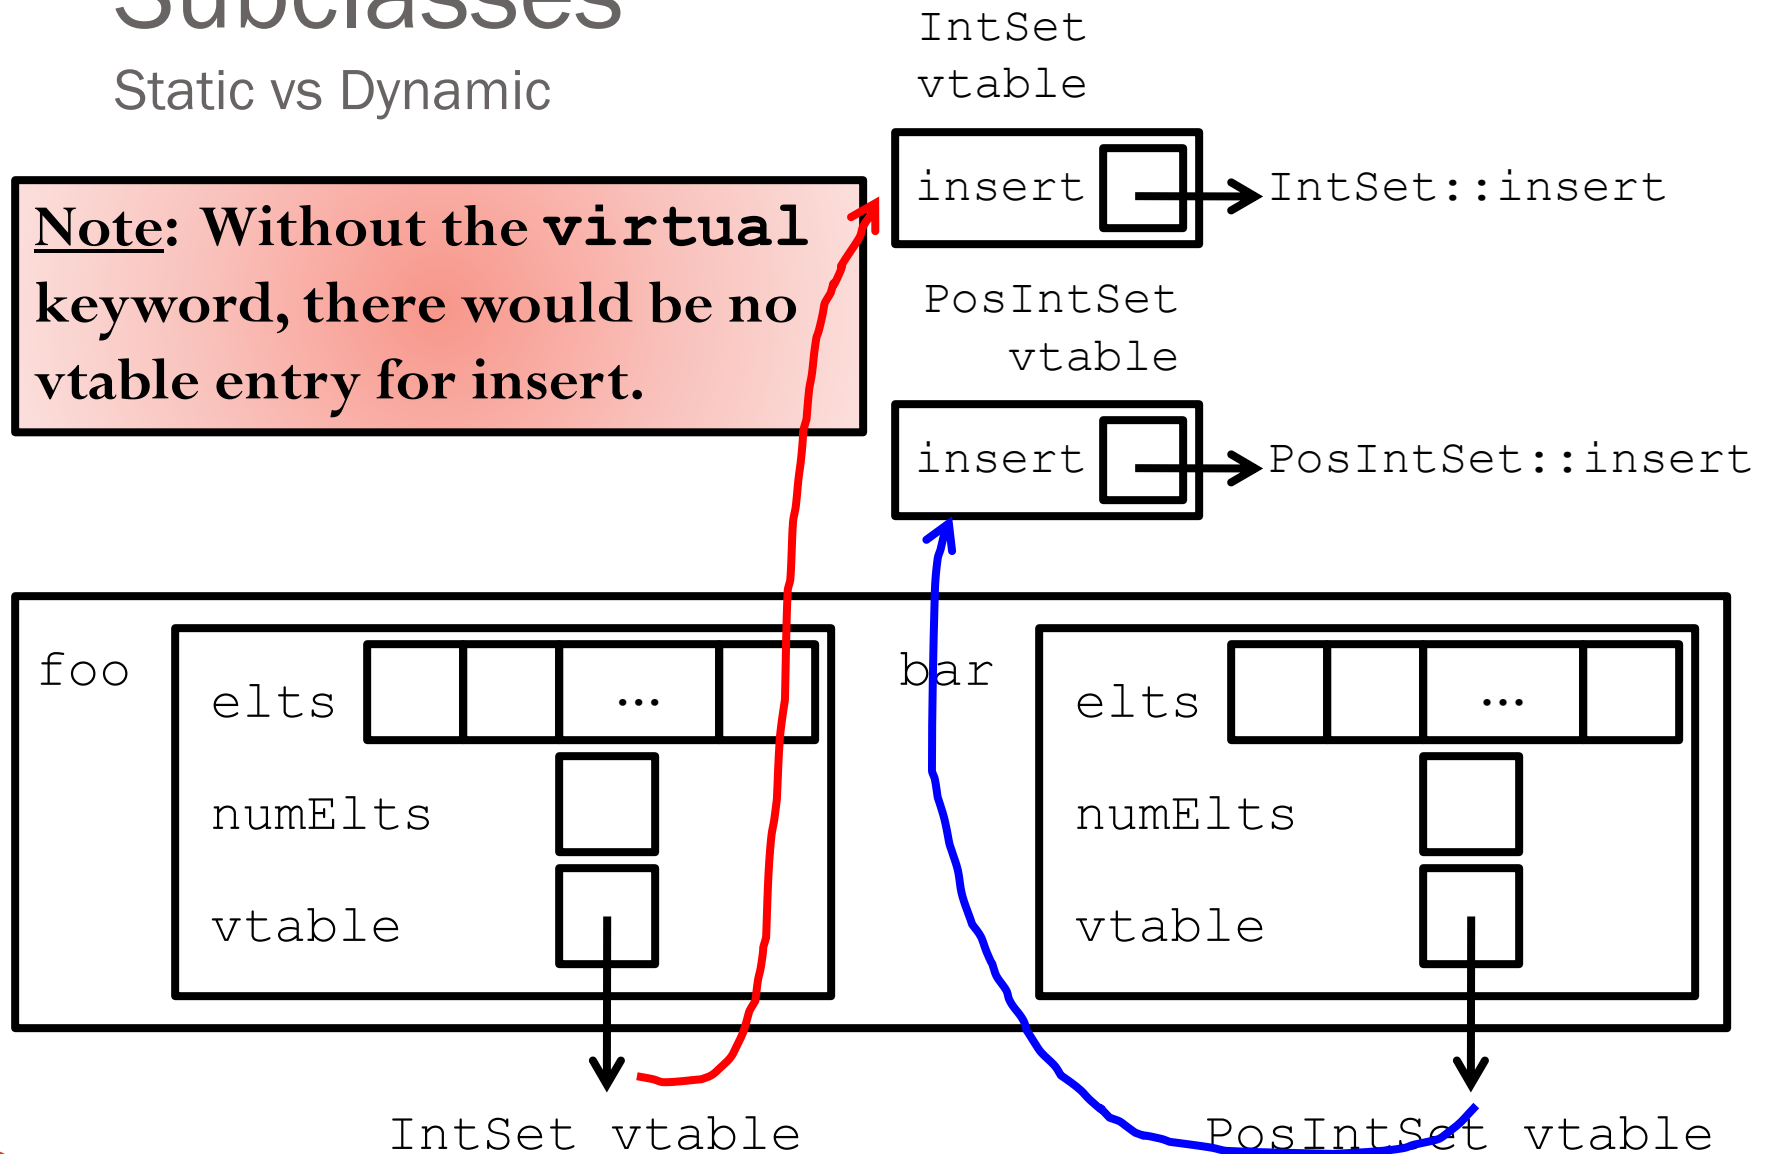 Subclasses
Static vs Dynamic
IntSet
vtable
insert
IntSet::insert
Note: Without the virtual
keyword, there would be no
vtable entry for insert.
PosIntSet
vtable
insert
PosIntSet::insert
foo
elts
...
numElts
vtable
bar
elts
...
numElts
vtable
IntSet vtable
PosIntSet vtable